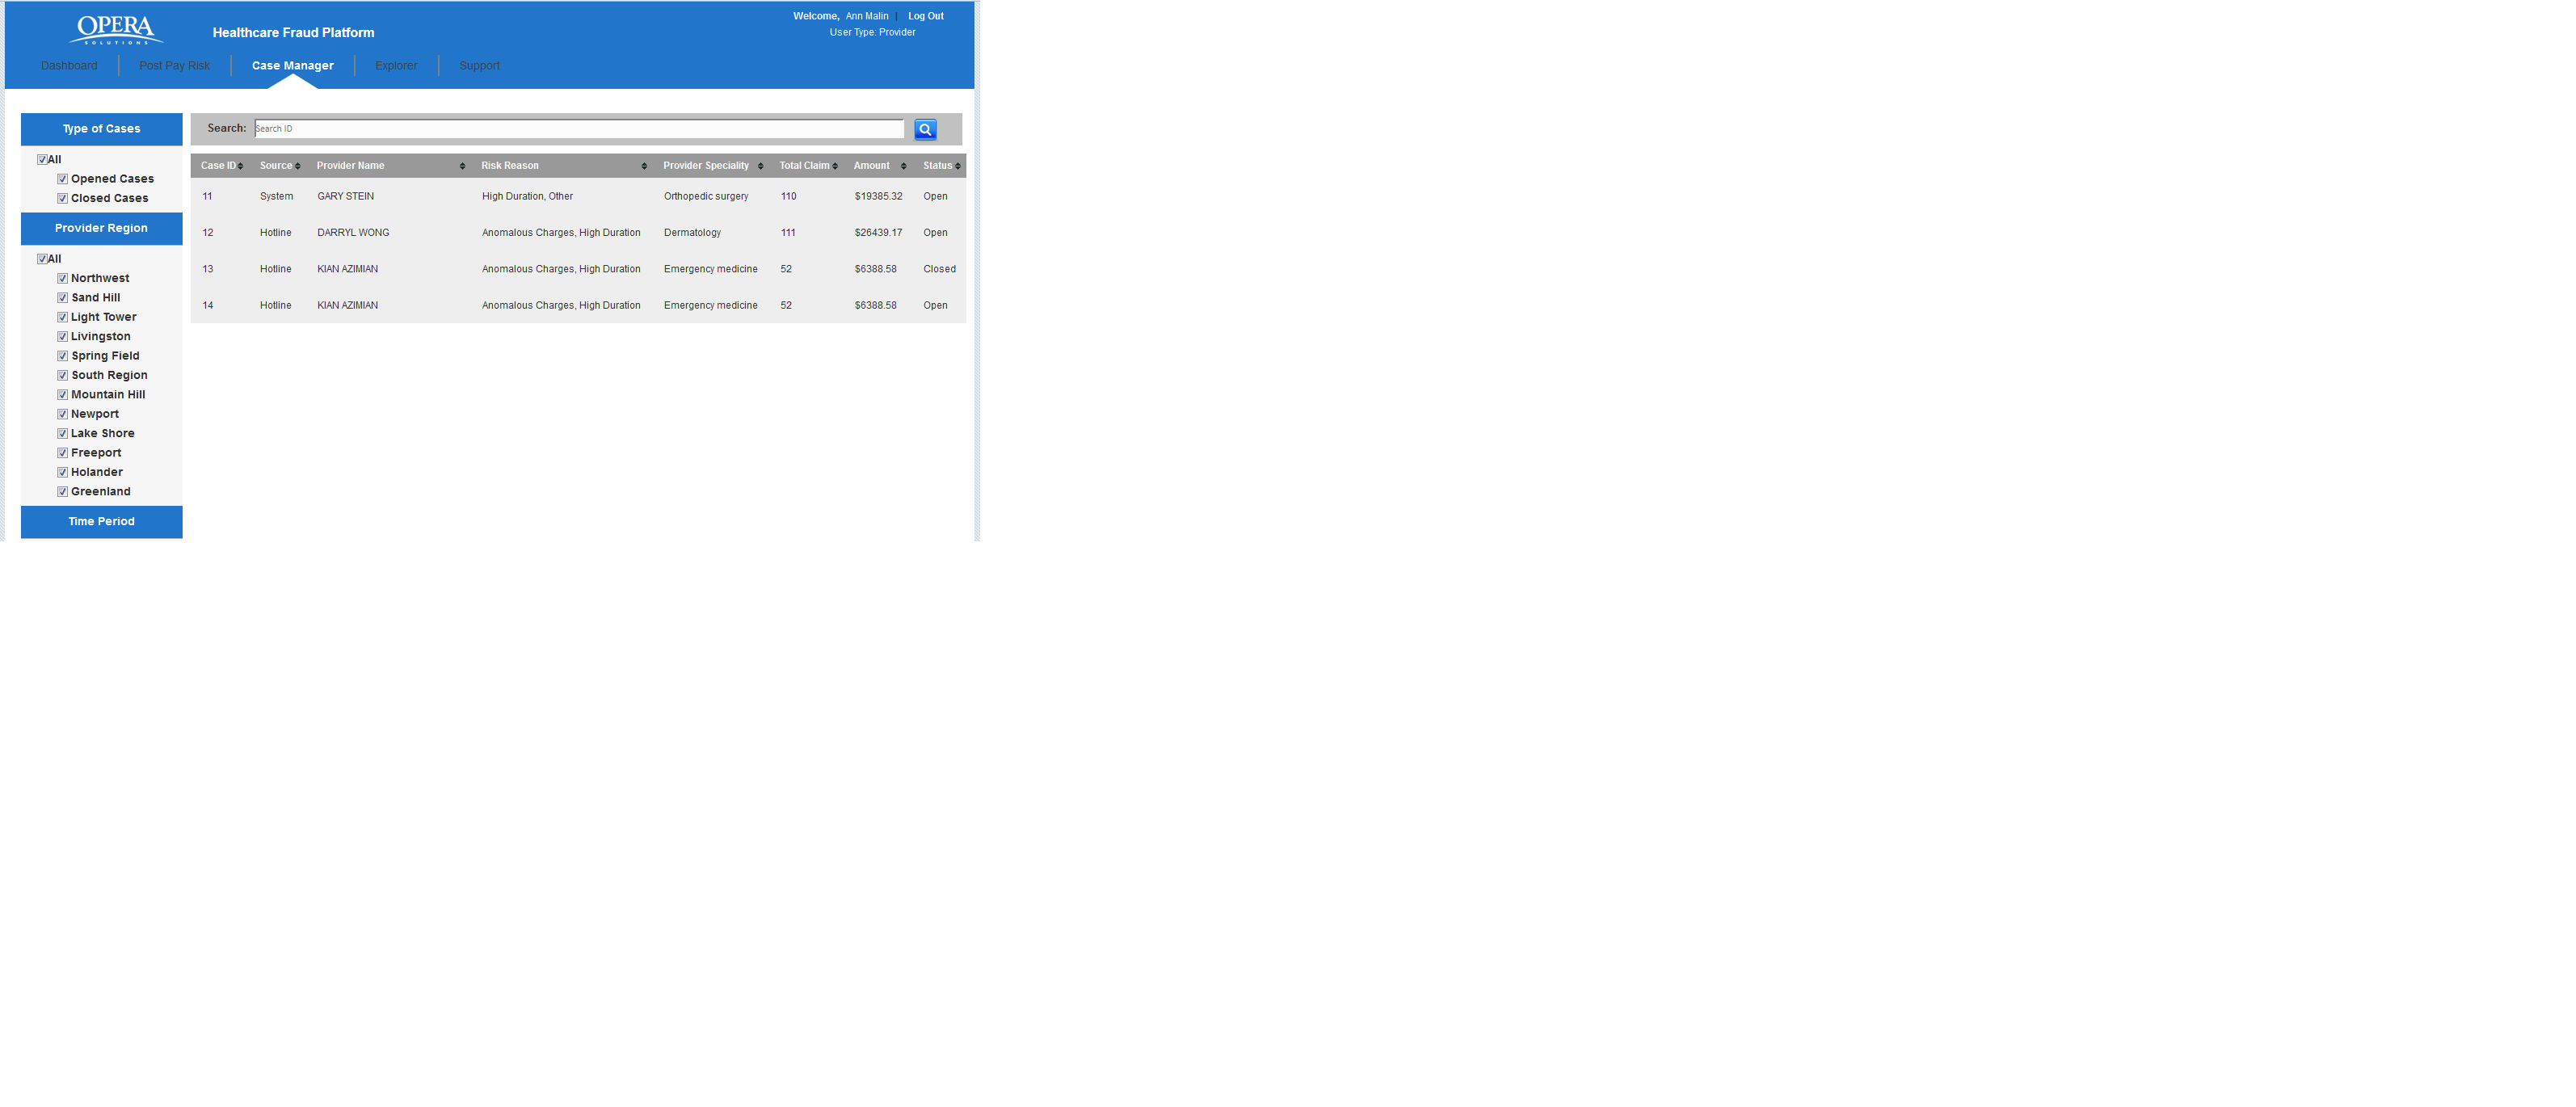 OPERA
SOLUTIONS
Healthcare Fraud Platform
Welcome, Ann Malin | Log Out
User Type: Provider
Dashboard Post Pay Risk Case Manager Explorer Support
Type of Cases
All
Opened Cases
Closed Cases
Provider Region
All
Northwest
Sand Hill
Light Tower
Livingston
Spring Field
South Region
Mountain Hill
Newport
Lake Shore
Freeport
Holander
Greenland
Time Period
Search: Search ID
Case ID Source Provider Name Risk Reason Provider Speciality Total Claim Amount Status
11 System GARY STEIN High Duration, Other Orthopedic surgery 110 $19385.32 Open
12 Hotline DARRYL WONG Anomalous Charges, High Duration Dermatology 111 $26439.17 Open
13 Hotline KIAN AZIMIAN Anomalous Charges, High Duration Emergency medicine 52 $6388.58 Closed
14 Hotline KIAN AZIMIAN Anomalous Charges, High Duration Emergency medicine 52 $6388.58 Open